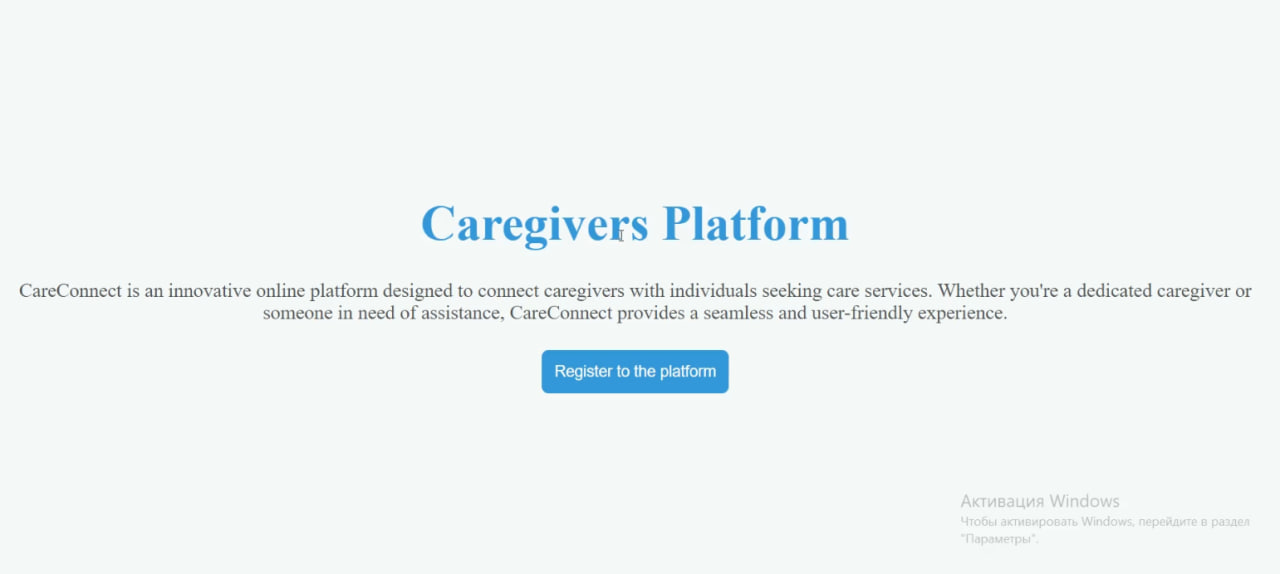 Caregivers Platform
CareConnect is an innovative online platform designed to connect caregivers with individuals seeking care services. Whether you're a dedicated caregiver or
someone in need of assistance, CareConnect provides a seamless and user-friendly experience.
Register to the platform
Активация Windows
Чтобы активировать Windows, перейдите в раздел
"Параметры".